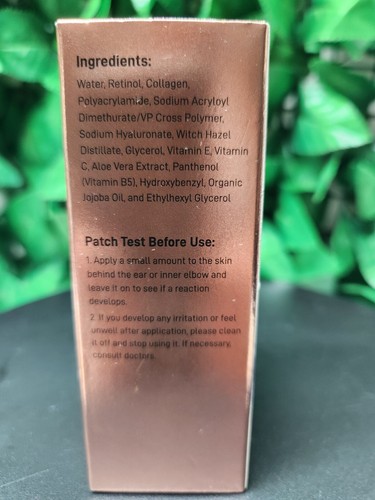 Ingredients:
Water, Retinol, Collagen,
Polyacrylamide, Sodium Acryloyl
Dimethurate/VP Cross Polymer,
Sodium Hyaluronate, Witch Hazel
Distillate, Glycerol, Vitamin E, Vitamin
C, Aloe Vera Extract, Panthenol
(Vitamin B5), Hydroxybenzyl, Organic
Jojoba Oil, and Ethylhexyl Glycerol
Patch Test Before Use:
1. Apply a small amount to the skin
behind the ear or inner elbow and
leave it on to see if a reaction
develops.
2. If you develop any irritation or feel
unwell after application, please clean
it off and stop using it. If necessary,
consult doctors.